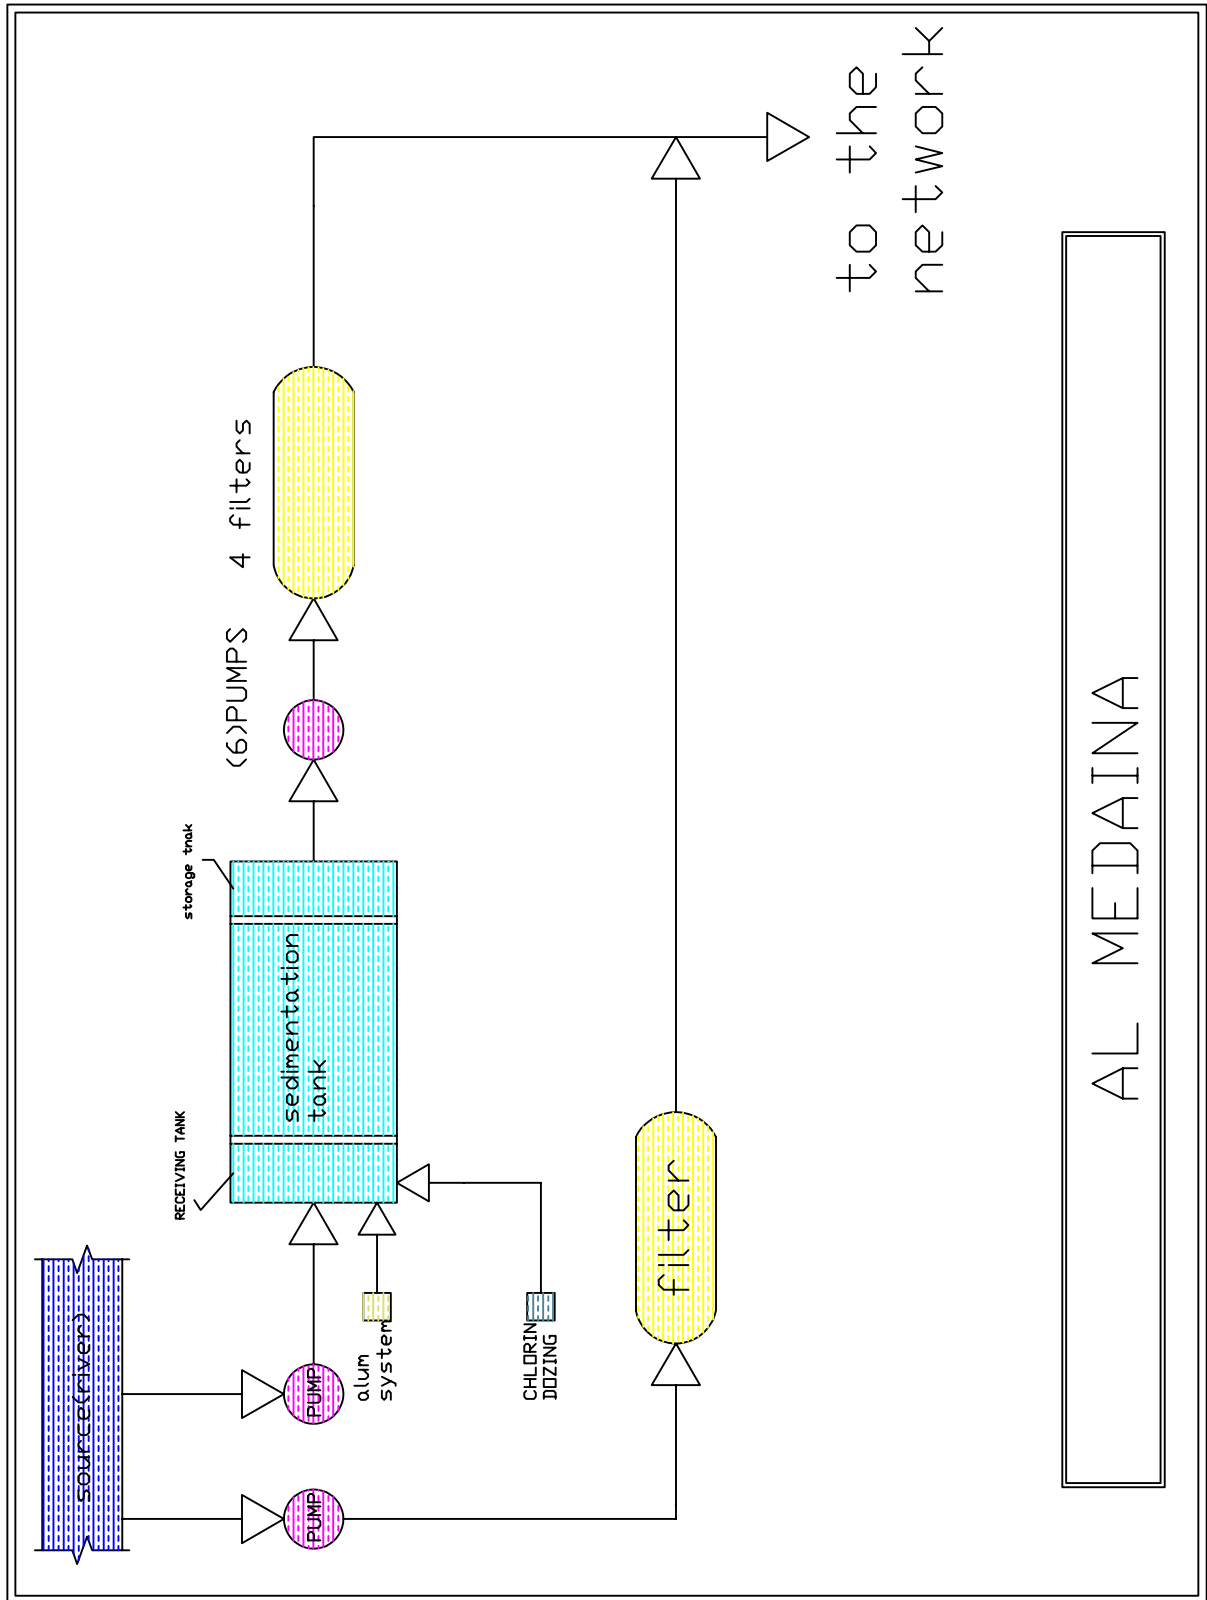 source(river)
PUMP
PUMP
RECEIVING TANK
storage tnak
sedimentation
tank
alum
system
CHLORIN
DOZING
(6)PUMPS
4 filters
filter
to the
network
AL MEDAINA